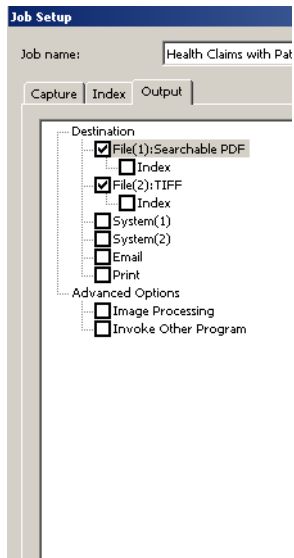 Job Setup
Job name: Health Claims with Pat
Capture Index Output
Destination
File(1):Searchable PDF
Index
File(2):TIFF
Index
System(1)
System(2)
Email
Print
Advanced Options
Image Processing
Invoke Other Program